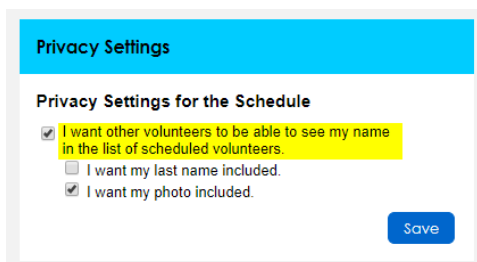 Privacy Settings
Privacy Settings for the Schedule
I want other volunteers to be able to see my name
in the list of scheduled volunteers.
I want my last name included.
I want my photo included.
Save